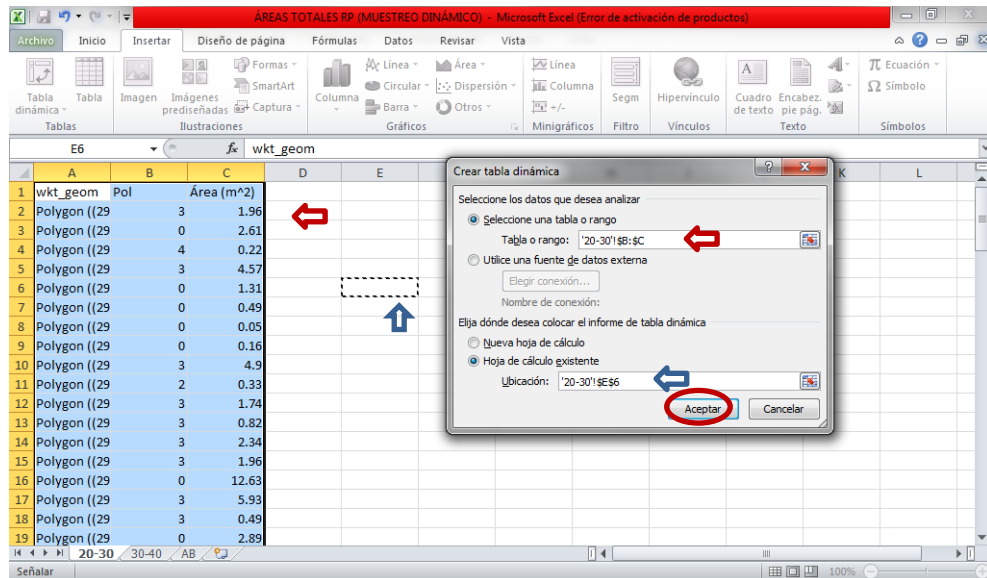 ÁREAS TOTALES RP (MUESTREO DINÁMICO) - Microsoft Excel (Error de activación de productos)
Archivo Inicio Insertar Diseño de página Fórmulas Datos Revisar Vista
Tabla dinámica
Tabla
Tablas
Imagen
Imágenes prediseñadas
Formas
SmartArt
Captura
Ilustraciones
Columna
Línea
Circular
Barra
Área
Dispersión
Otros
Gráficos
Línea
Columna
+/-
Minigráficos
Segm
Filtro
Hipervínculo
Vínculos
Cuadro de texto
Encabez. pie pág.
Texto
π Ecuación
Ω Símbolo
Símbolos
E6 fx wkt_geom
A B C D E K L
1 wkt_geom Pol Área (m^2)
2 Polygon ((29 3 1.96
3 Polygon ((29 0 2.61
4 Polygon ((29 4 0.22
5 Polygon ((29 3 4.57
6 Polygon ((29 0 1.31
7 Polygon ((29 0 0.49
8 Polygon ((29 0 0.05
9 Polygon ((29 0 0.16
10 Polygon ((29 3 4.9
11 Polygon ((29 2 0.33
12 Polygon ((29 3 1.74
13 Polygon ((29 3 0.82
14 Polygon ((29 3 2.34
15 Polygon ((29 3 1.96
16 Polygon ((29 0 12.63
17 Polygon ((29 3 5.93
18 Polygon ((29 3 0.49
19 Polygon ((29 0 2.89
Crear tabla dinámica
Seleccione los datos que desea analizar
Seleccione una tabla o rango
Tabla o rango: '20-30'!$B:$C
Utilice una fuente de datos externa
Elegir conexión...
Nombre de conexión:
Elija dónde desea colocar el informe de tabla dinámica
Nueva hoja de cálculo
Hoja de cálculo existente
Ubicación: '20-30'!$E$6
Aceptar Cancelar
20-30 30-40 AB
Señalar 100%